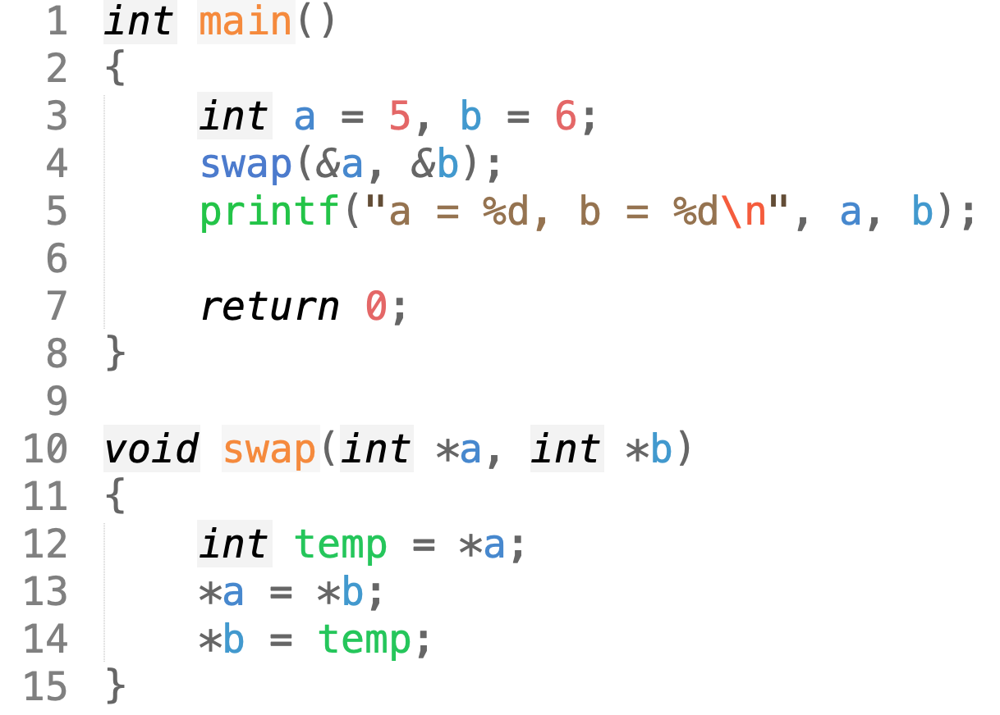 1 int main()
2 {
3     int a = 5, b = 6;
4     swap(&a, &b);
5     printf("a = %d, b = %d\n", a, b);
6
7     return 0;
8 }
9
10 void swap(int *a, int *b)
11 {
12     int temp = *a;
13     *a = *b;
14     *b = temp;
15 }